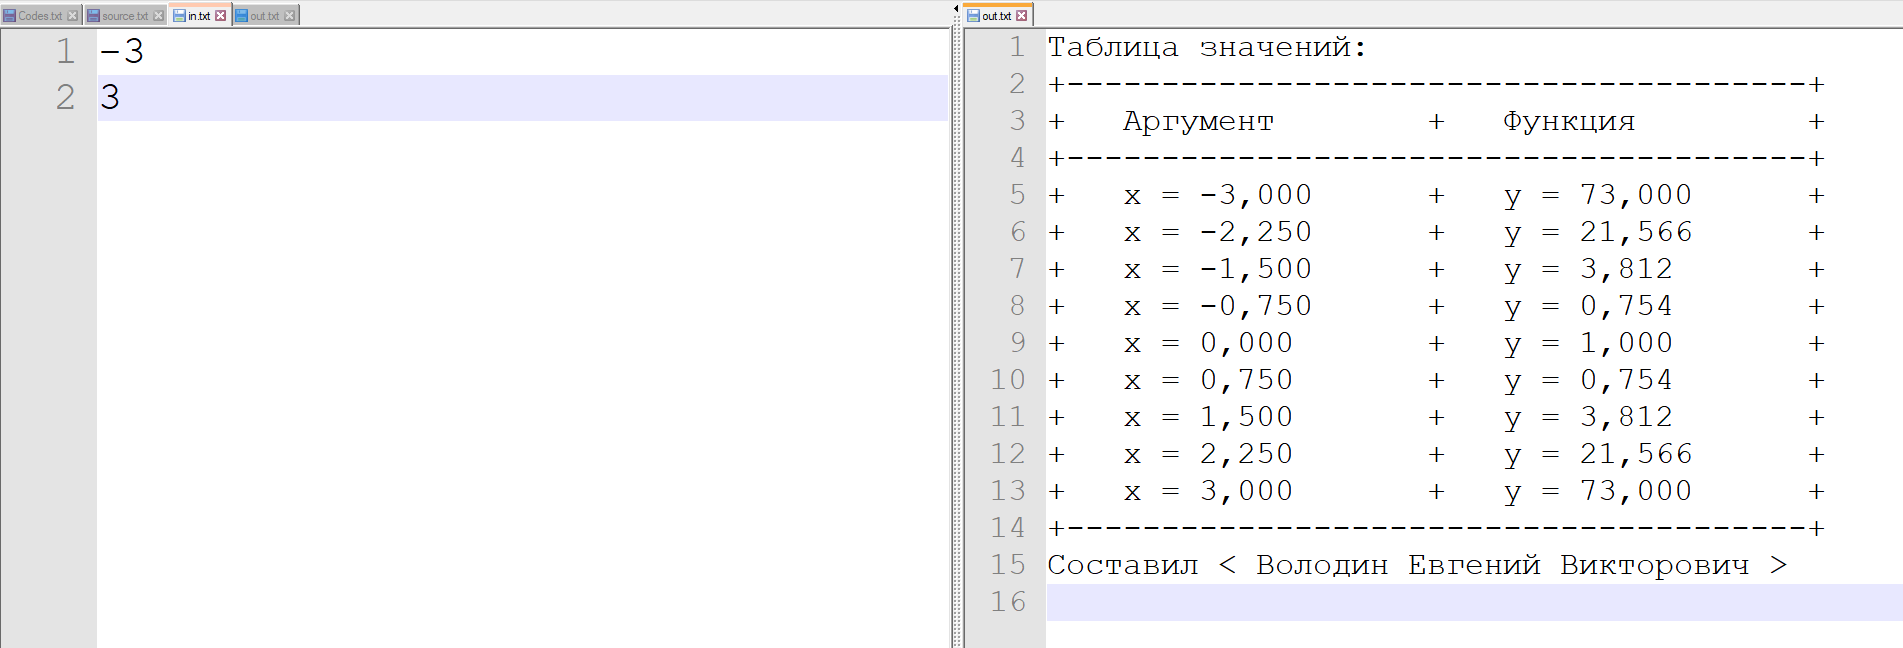 Codes.txt source.txt in.txt out.txt
1 -3
2 3
out.txt
1 Таблица значений:
2 +---------------------------------------+
3 + Аргумент + Функция +
4 +---------------------------------------+
5 + x = -3,000 + y = 73,000 +
6 + x = -2,250 + y = 21,566 +
7 + x = -1,500 + y = 3,812 +
8 + x = -0,750 + y = 0,754 +
9 + x = 0,000 + y = 1,000 +
10 + x = 0,750 + y = 0,754 +
11 + x = 1,500 + y = 3,812 +
12 + x = 2,250 + y = 21,566 +
13 + x = 3,000 + y = 73,000 +
14 +---------------------------------------+
15 Составил < Володин Евгений Викторович >
16